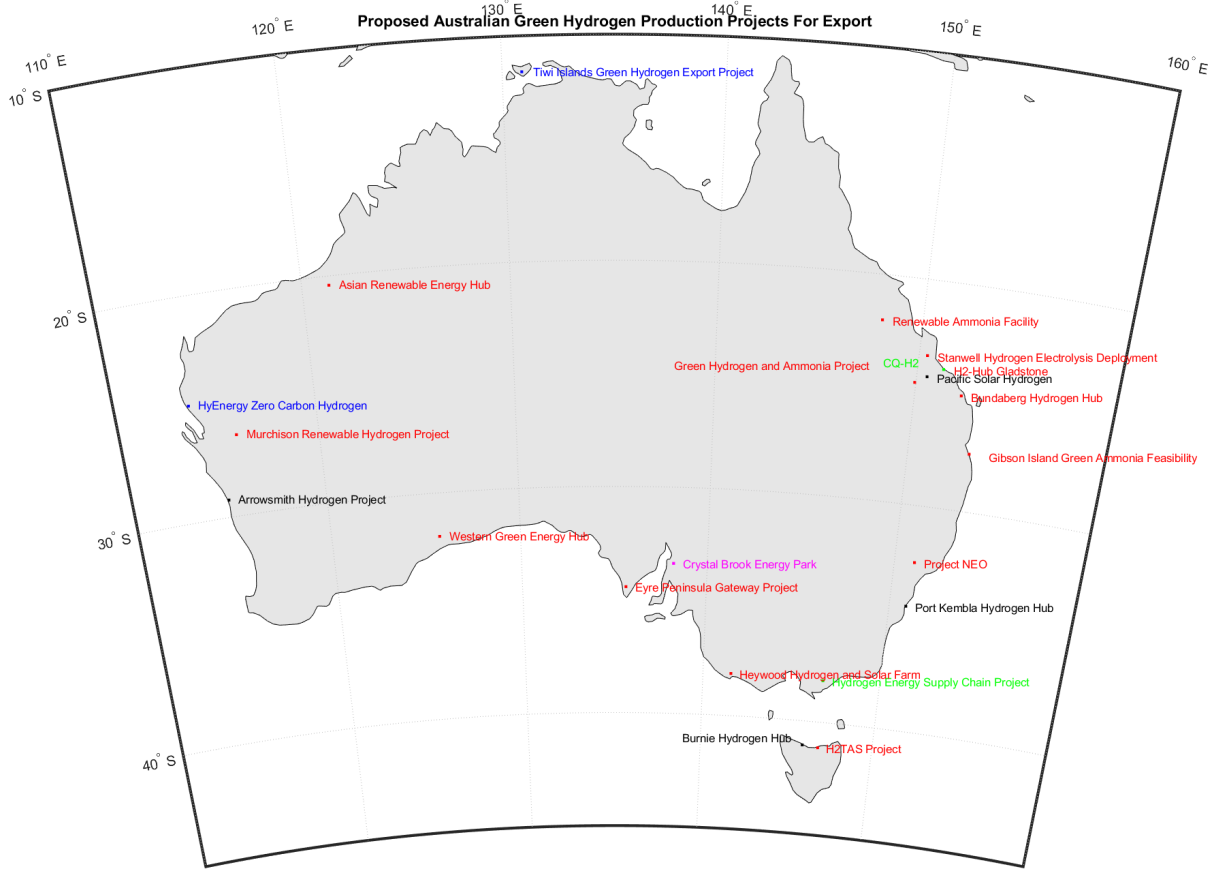 130° E
140° E
Proposed Australian Green Hydrogen Production Projects For Export
120° E
150° E
110° E
160° E
10° S
Tiwi Islands Green Hydrogen Export Project
Asian Renewable Energy Hub
20° S
Renewable Ammonia Facility
Stanwell Hydrogen Electrolysis Deployment
CQ-H2
Green Hydrogen and Ammonia Project
H2-Hub Gladstone
Pacific Solar Hydrogen
Bundaberg Hydrogen Hub
HyEnergy Zero Carbon Hydrogen
Murchison Renewable Hydrogen Project
Gibson Island Green Ammonia Feasibility
Arrowsmith Hydrogen Project
30° S
Western Green Energy Hub
Crystal Brook Energy Park
Project NEO
Eyre Peninsula Gateway Project
Port Kembla Hydrogen Hub
Heywood Hydrogen and Solar Farm
Hydrogen Energy Supply Chain Project
Burnie Hydrogen Hub
H2TAS Project
40° S